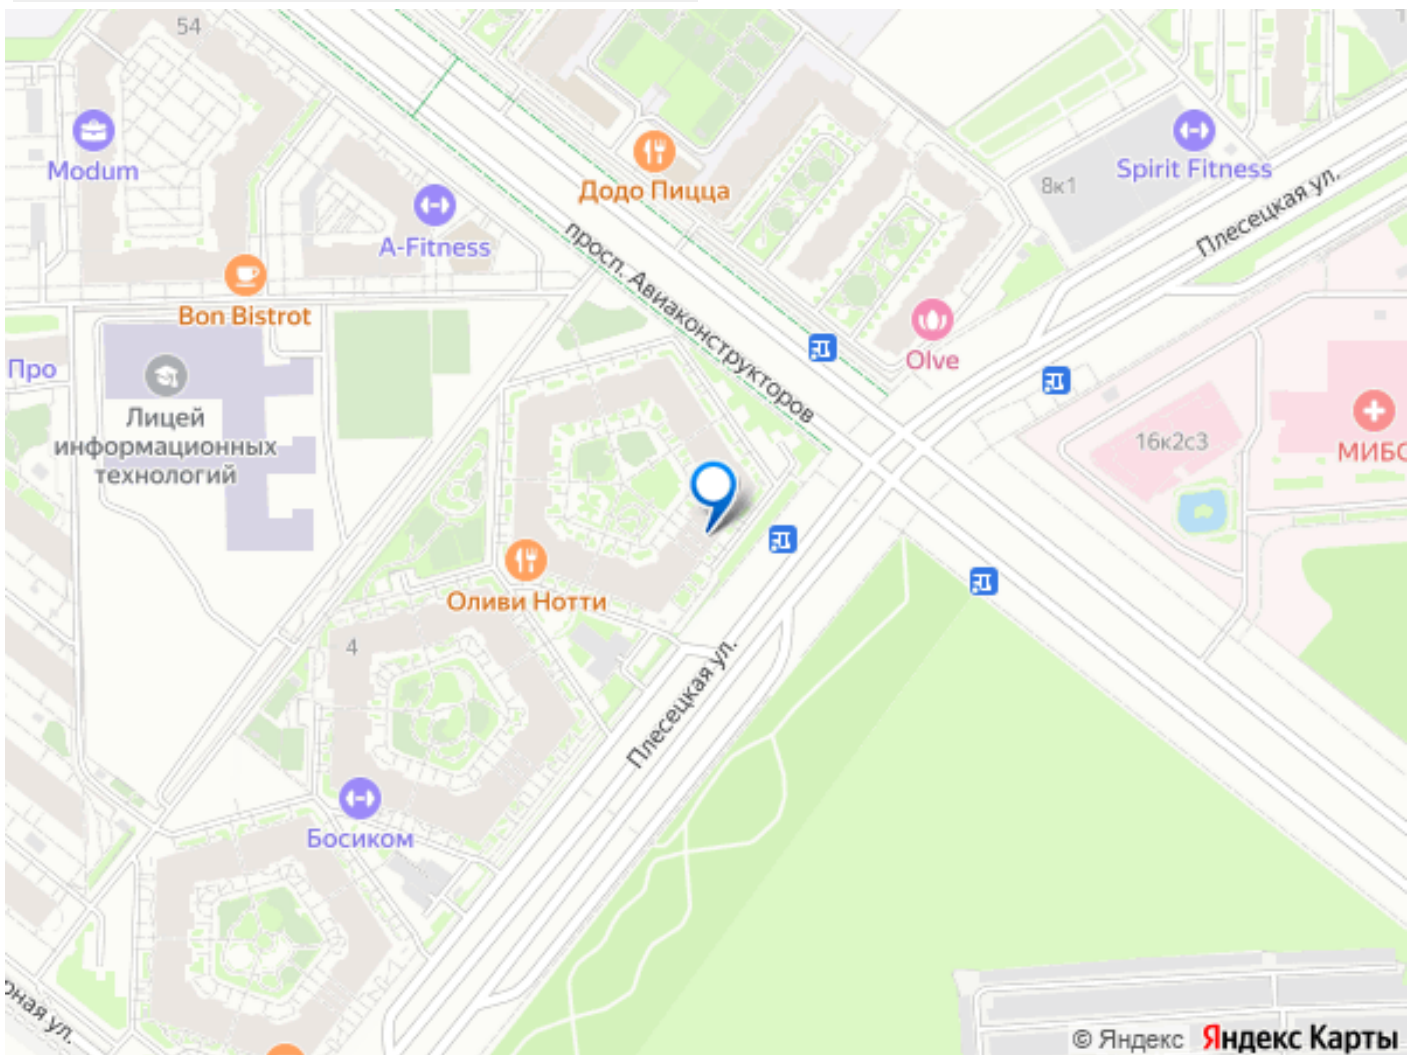 54
Modum
Додо Пицца
Spirit Fitness
8к1
A-Fitness
Плесецкая ул.
просп. Авиаконструкторов
Bon Bistrot
Olve
Про
Лицей
информационных
технологий
16к2с3
МИБС
Оливи Нотти
4
Плесецкая ул.
Босиком
рная ул.
© Яндекс Яндекс Карты